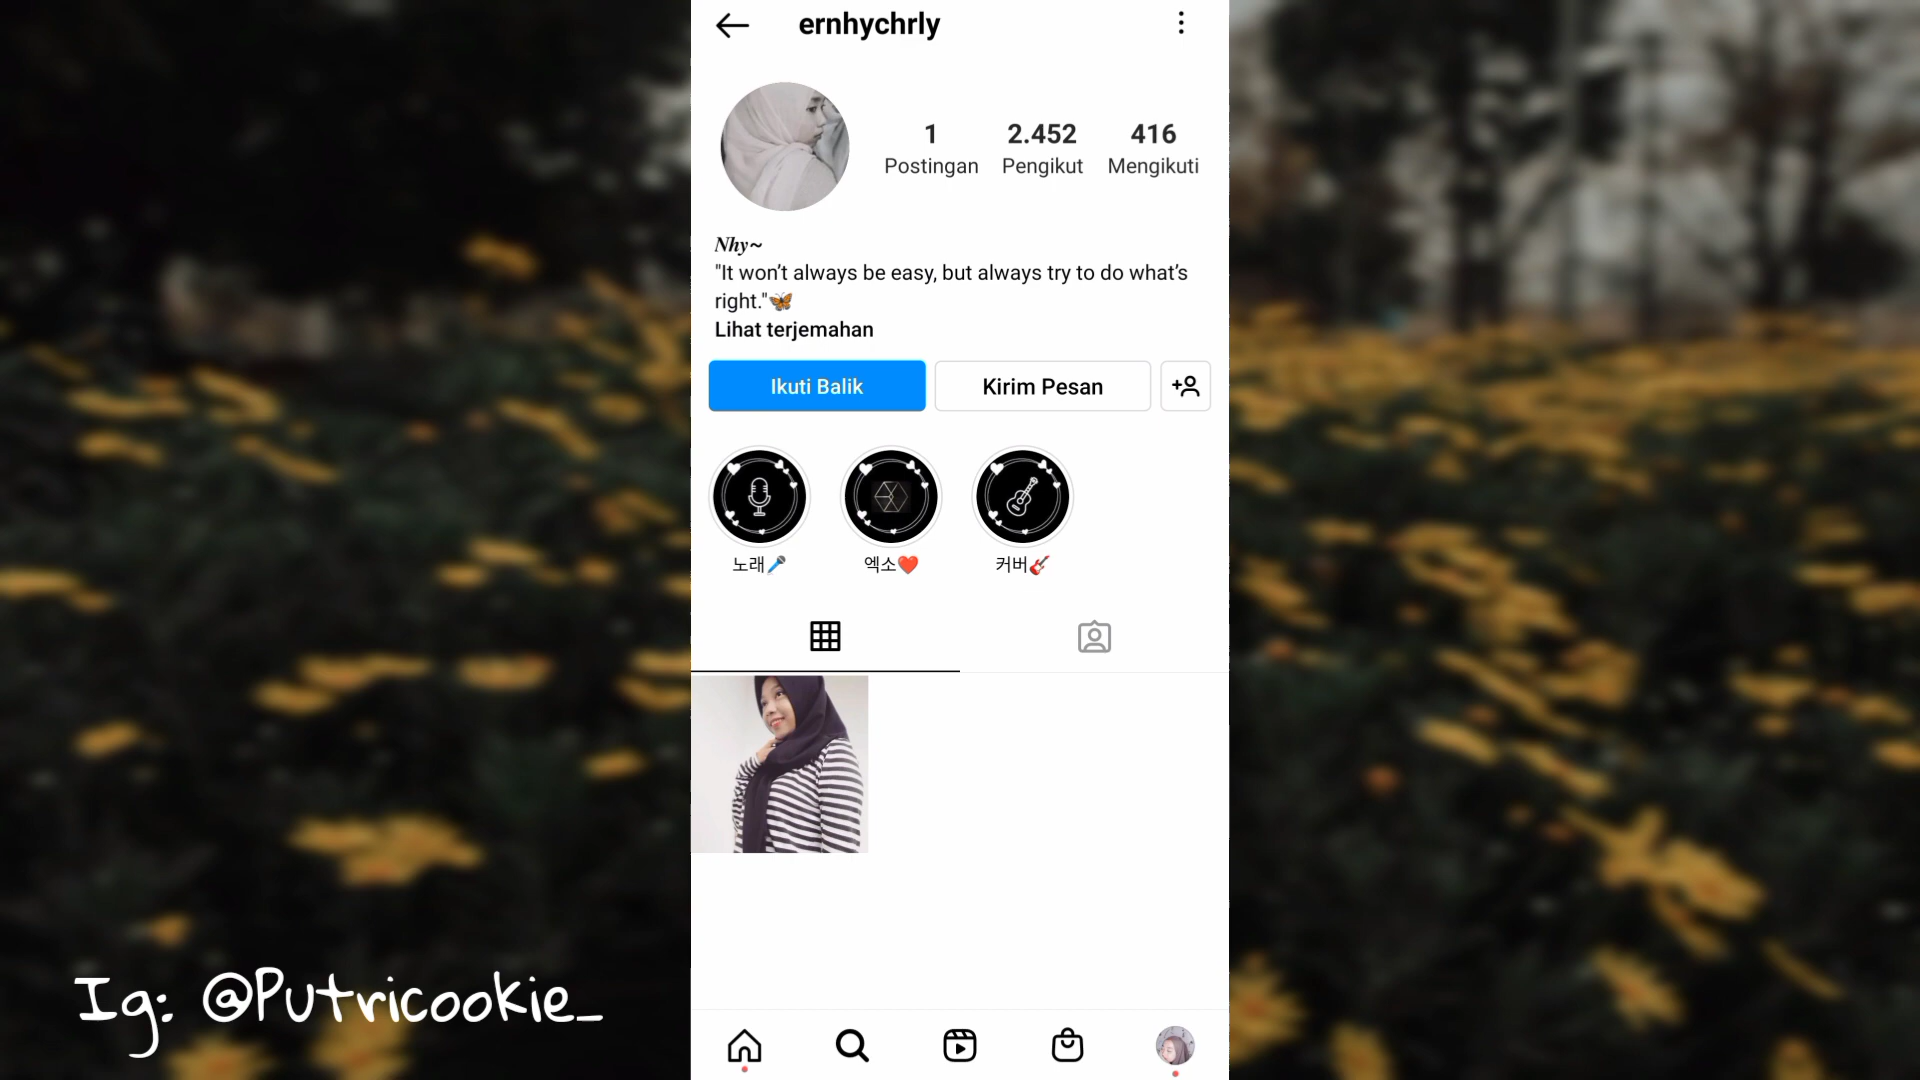 ernhychrly
1 2.452 416
Postingan Pengikut Mengikuti
Nhy~
"It won't always be easy, but always try to do what's
right."🦋
Lihat terjemahan
Ikuti Balik Kirim Pesan
노래🎤 엑소❤️ 커버🎸
Ig: @Putricookie_